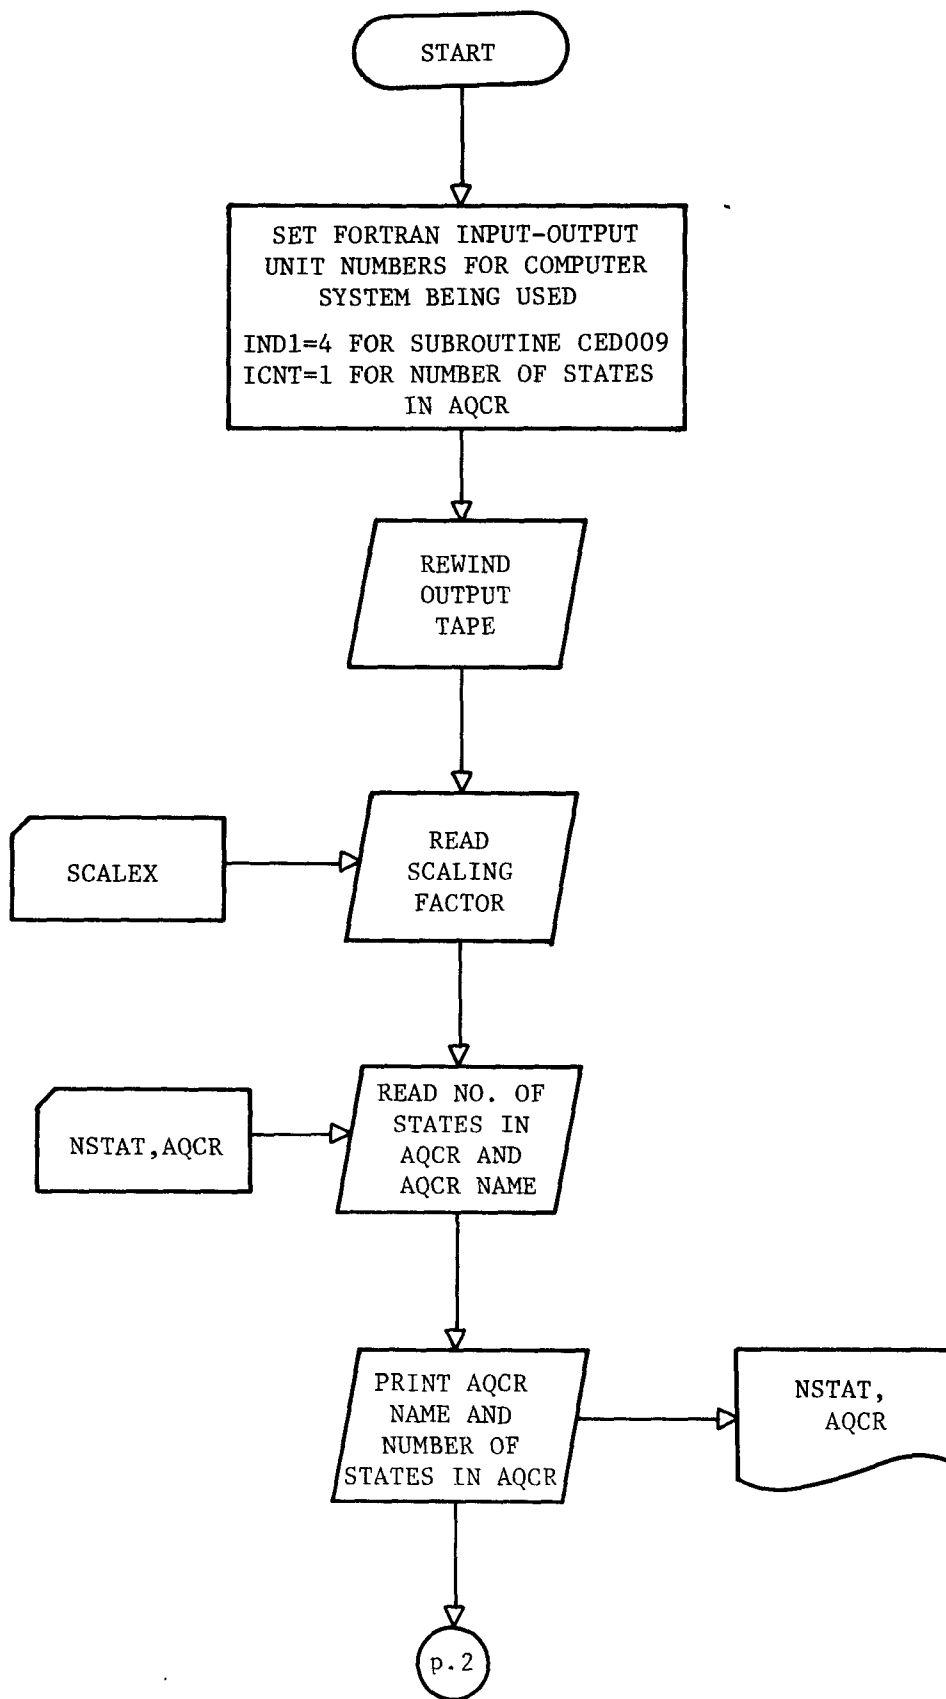 START
SET FORTRAN INPUT-OUTPUT
UNIT NUMBERS FOR COMPUTER
SYSTEM BEING USED
IND1=4 FOR SUBROUTINE CED009
ICNT=1 FOR NUMBER OF STATES
IN AQCR
REWIND
OUTPUT
TAPE
SCALEX
READ
SCALING
FACTOR
NSTAT,AQCR
READ NO. OF
STATES IN
AQCR AND
AQCR NAME
PRINT AQCR
NAME AND
NUMBER OF
STATES IN AQCR
NSTAT,
AQCR
p.2